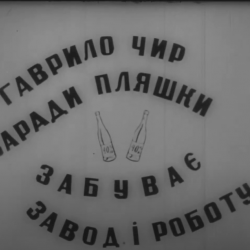 ГАВРИЛО ЧИР
ЗАРАДИ ПЛЯШКИ
ЗАБУВАЄ
ЗАВОД І РОБОТУ